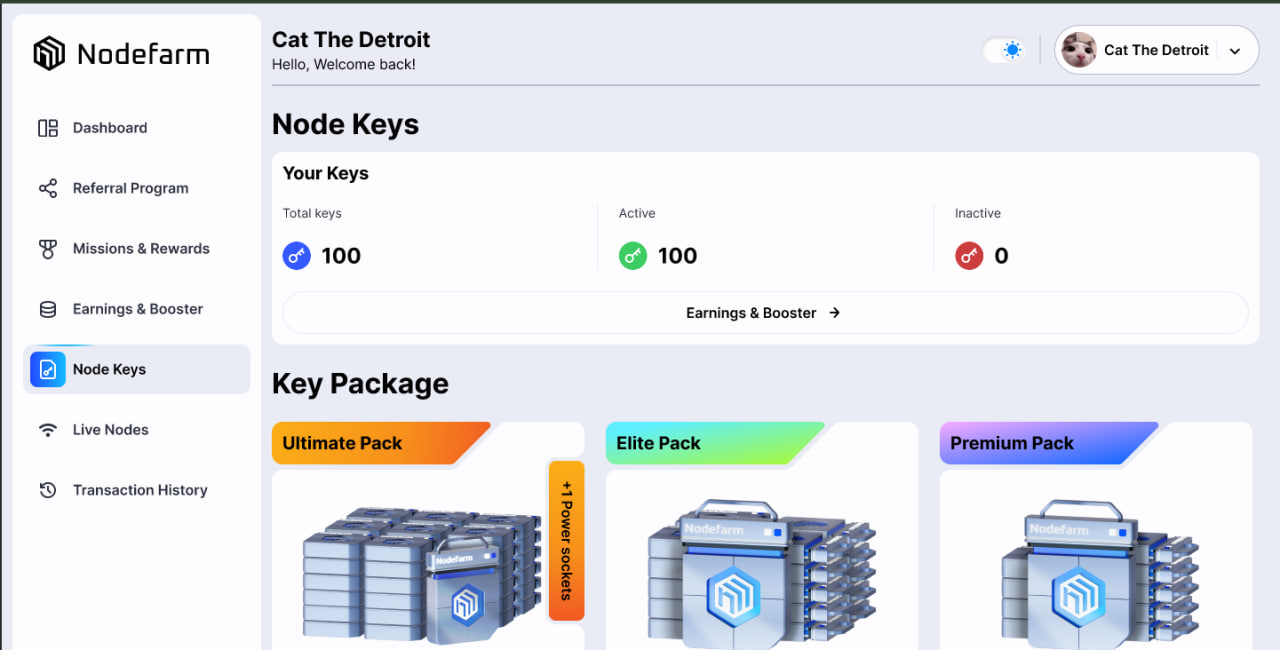 Nodefarm
Dashboard
Referral Program
Missions & Rewards
Earnings & Booster
Node Keys
Live Nodes
Transaction History
Cat The Detroit
Hello, Welcome back!
Cat The Detroit
Node Keys
Your Keys
Total keys
100
Active
100
Inactive
0
Earnings & Booster
Key Package
Ultimate Pack
+1 Power sockets
Nodefarm
Elite Pack
Nodefarm
Premium Pack
Nodefarm